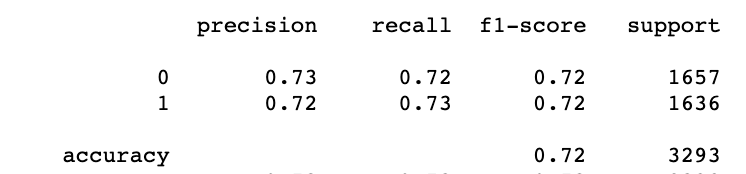 precision recall f1-score support
0 0.73 0.72 0.72 1657
1 0.72 0.73 0.72 1636
accuracy 0.72 3293